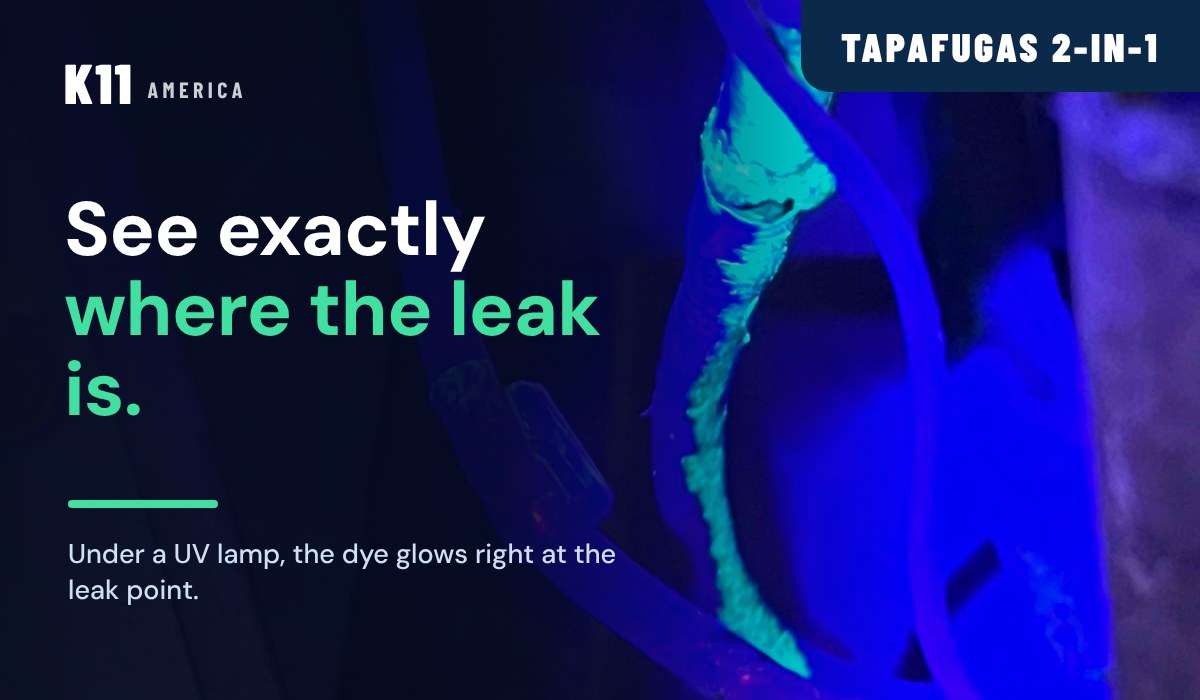 K11 AMERICA
TAPAFUGAS 2-IN-1
See exactly
where the leak
is.
Under a UV lamp, the dye glows right at the
leak point.